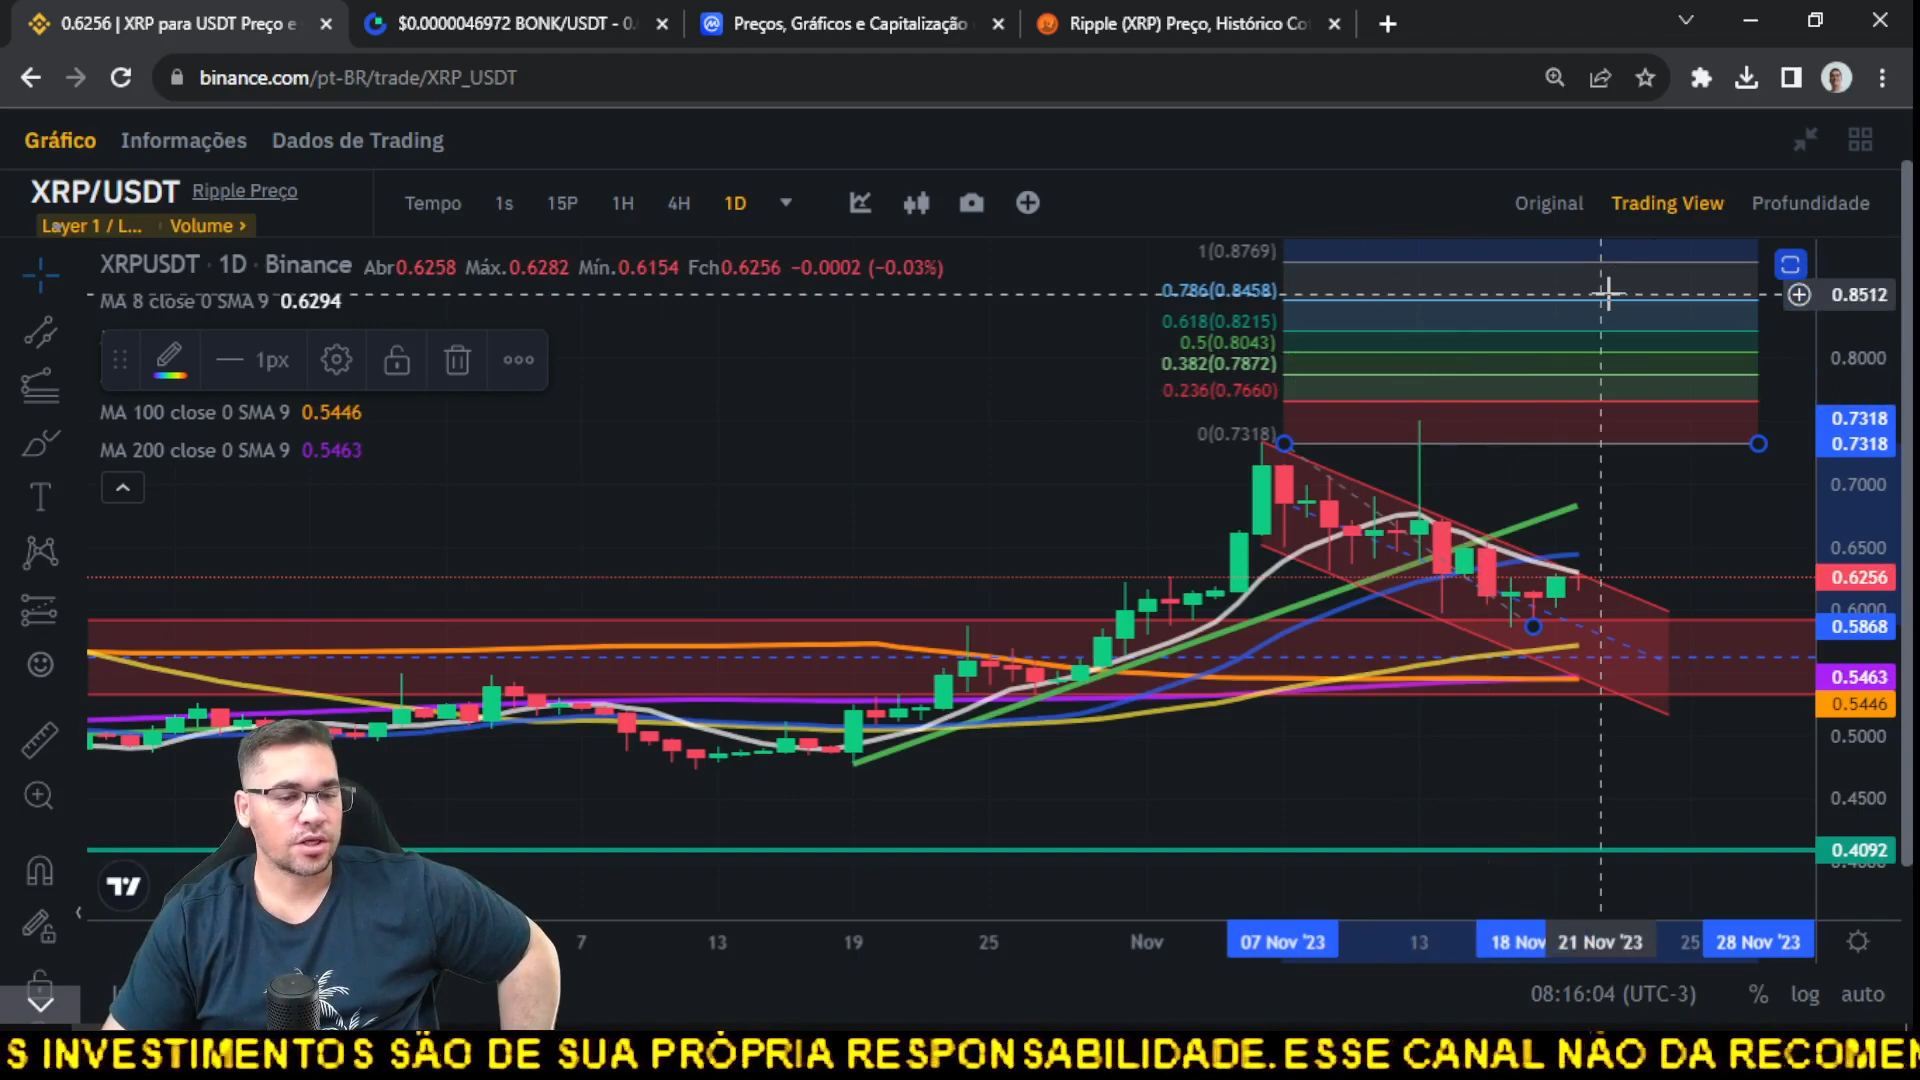 0.6256 | XRP para USDT Preço e
$0.0000046972 BONK/USDT - 0.
Preços, Gráficos e Capitalização
Ripple (XRP) Preço, Histórico Co
binance.com/pt-BR/trade/XRP_USDT
Gráfico Informações Dados de Trading
XRP/USDT Ripple Preço
Layer 1 / L... Volume >
Tempo 1s 15P 1H 4H 1D
Original Trading View Profundidade
XRPUSDT · 1D · Binance Abr0.6258 Máx.0.6282 Mín.0.6154 Fch0.6256 −0.0002 (−0.03%)
MA 8 close 0 SMA 9 0.6294
1px
MA 100 close 0 SMA 9 0.5446
MA 200 close 0 SMA 9 0.5463
1(0.8769)
0.786(0.8458)
0.618(0.8215)
0.5(0.8043)
0.382(0.7872)
0.236(0.7660)
0(0.7318)
0.8512
0.8000
0.7318
0.7318
0.7000
0.6500
0.6256
0.6000
0.5868
0.5463
0.5446
0.5000
0.4500
0.4092
7 13 19 25 Nov 07 Nov '23 13 18 Nov 21 Nov '23 25 28 Nov '23
08:16:04 (UTC-3) % log auto
S INVESTIMENTOS SÃO DE SUA PRÓPRIA RESPONSABILIDADE.ESSE CANAL NÃO DA RECOMEN